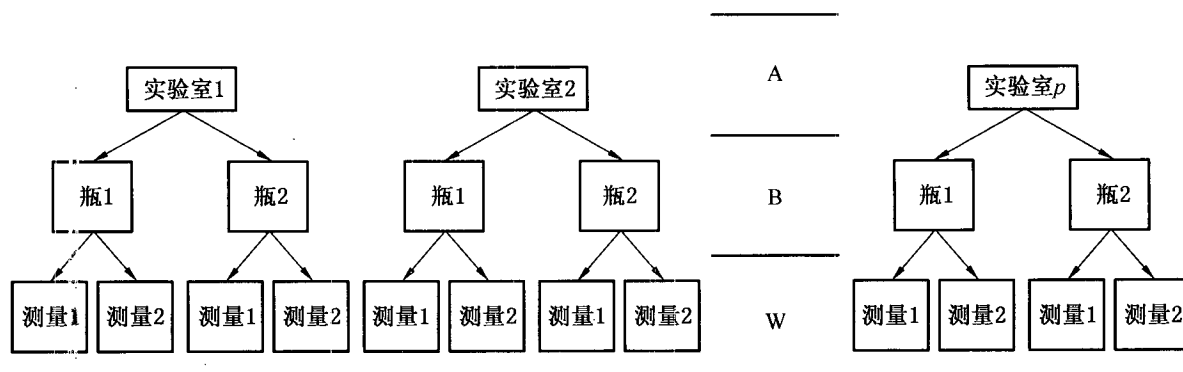 A
实验室1 实验室2 实验室p
瓶1 瓶2 瓶1 瓶2 B 瓶1 瓶2
测量1 测量2 测量1 测量2 测量1 测量2 测量1 测量2 W 测量1 测量2 测量1 测量2